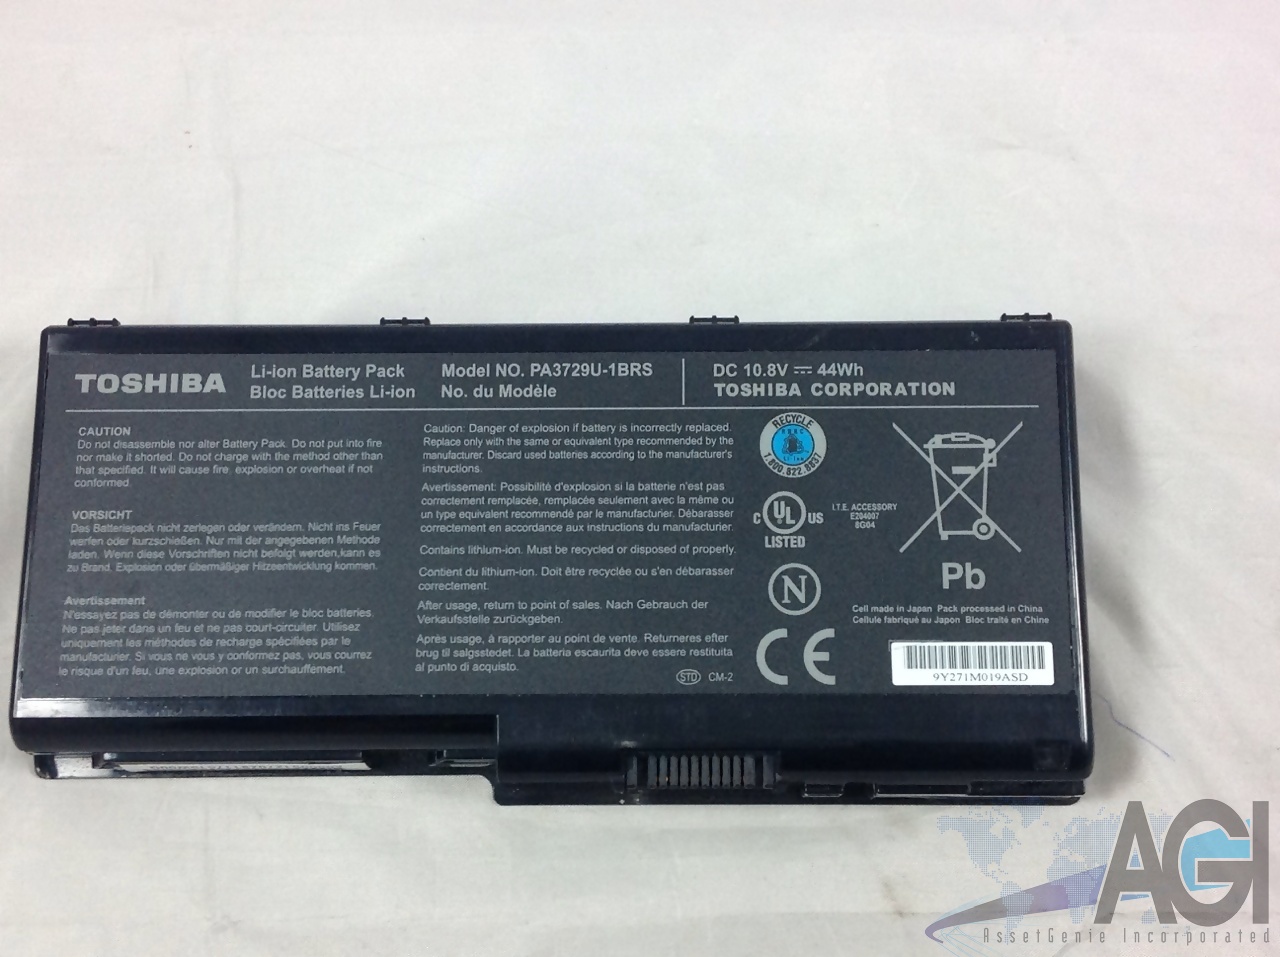 TOSHIBA
Li-ion Battery Pack
Bloc Batteries Li-ion
Model NO. PA3729U-1BRS
No. du Modèle
DC 10.8V ⎓ 44Wh
TOSHIBA CORPORATION
CAUTION
Do not disassemble nor alter Battery Pack. Do not put into fire
nor make it shorted. Do not charge with the method other than
that specified. It will cause fire, explosion or overheat if not
conformed.
VORSICHT
Das Batteriepack nicht zerlegen oder verändern. Nicht ins Feuer
werfen oder kurzschließen. Nur mit der angegebenen Methode
laden. Wenn diese Vorschriften nicht befolgt werden,kann es
zu Brand, Explosion oder übermäßiger Hitzeentwicklung kommen.
Avertissement
N'essayez pas de démonter ou de modifier le bloc batteries.
Ne pas jeter dans un feu et ne pas court-circuiter. Utilisez
uniquement les méthodes de recharge spécifiées par le
manufacturier. Si vous ne vous y conformez pas, vous courrez
le risque d'un feu, une explosion or un surchauffement.
Caution: Danger of explosion if battery is incorrectly replaced.
Replace only with the same or equivalent type recommended by the
manufacturer. Discard used batteries according to the manufacturer's
instructions.
Avertissement: Possibilité d'explosion si la batterie n'est pas
correctement remplacée, remplacée seulement avec la même ou
un type equivalent recommendé par le manufacturier. Débarasser
correctement en accordance aux instructions du manufacturier.
Contains lithium-ion. Must be recycled or disposed of properly.
Contient du lithium-ion. Doit être recyclée ou s'en débarasser
correctement.
After usage, return to point of sales. Nach Gebrauch der
Verkaufsstelle zurückgeben.
Après usage, à rapporter au point de vente. Returneres efter
brug til salgsstedet. La batteria escaurita deve essere restituita
al punto di acquisto.
STD CM-2
RECYCLE
RBRC
Li-ion
1.800.822.8837
C UL US
LISTED
I.T.E. ACCESSORY
E204007
8G04
N
CE
Pb
Cell made in Japan Pack processed in China
Cellule fabriqué au Japon Bloc traité en Chine
9Y271M019ASD
AGI
AssetGenie Incorporated